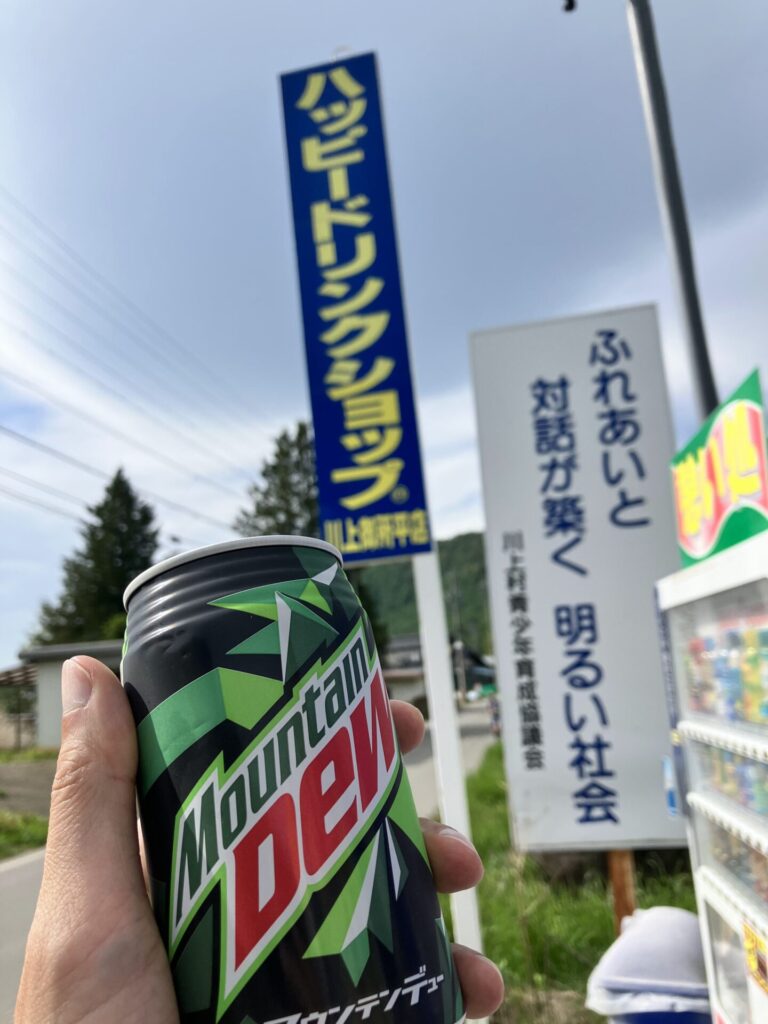 ハッピードリンクショップ®
川上御所平店
ふれあいと
対話が築く 明るい社会
川上村青少年育成協議会
Mountain
Dew
マウンテンデュー